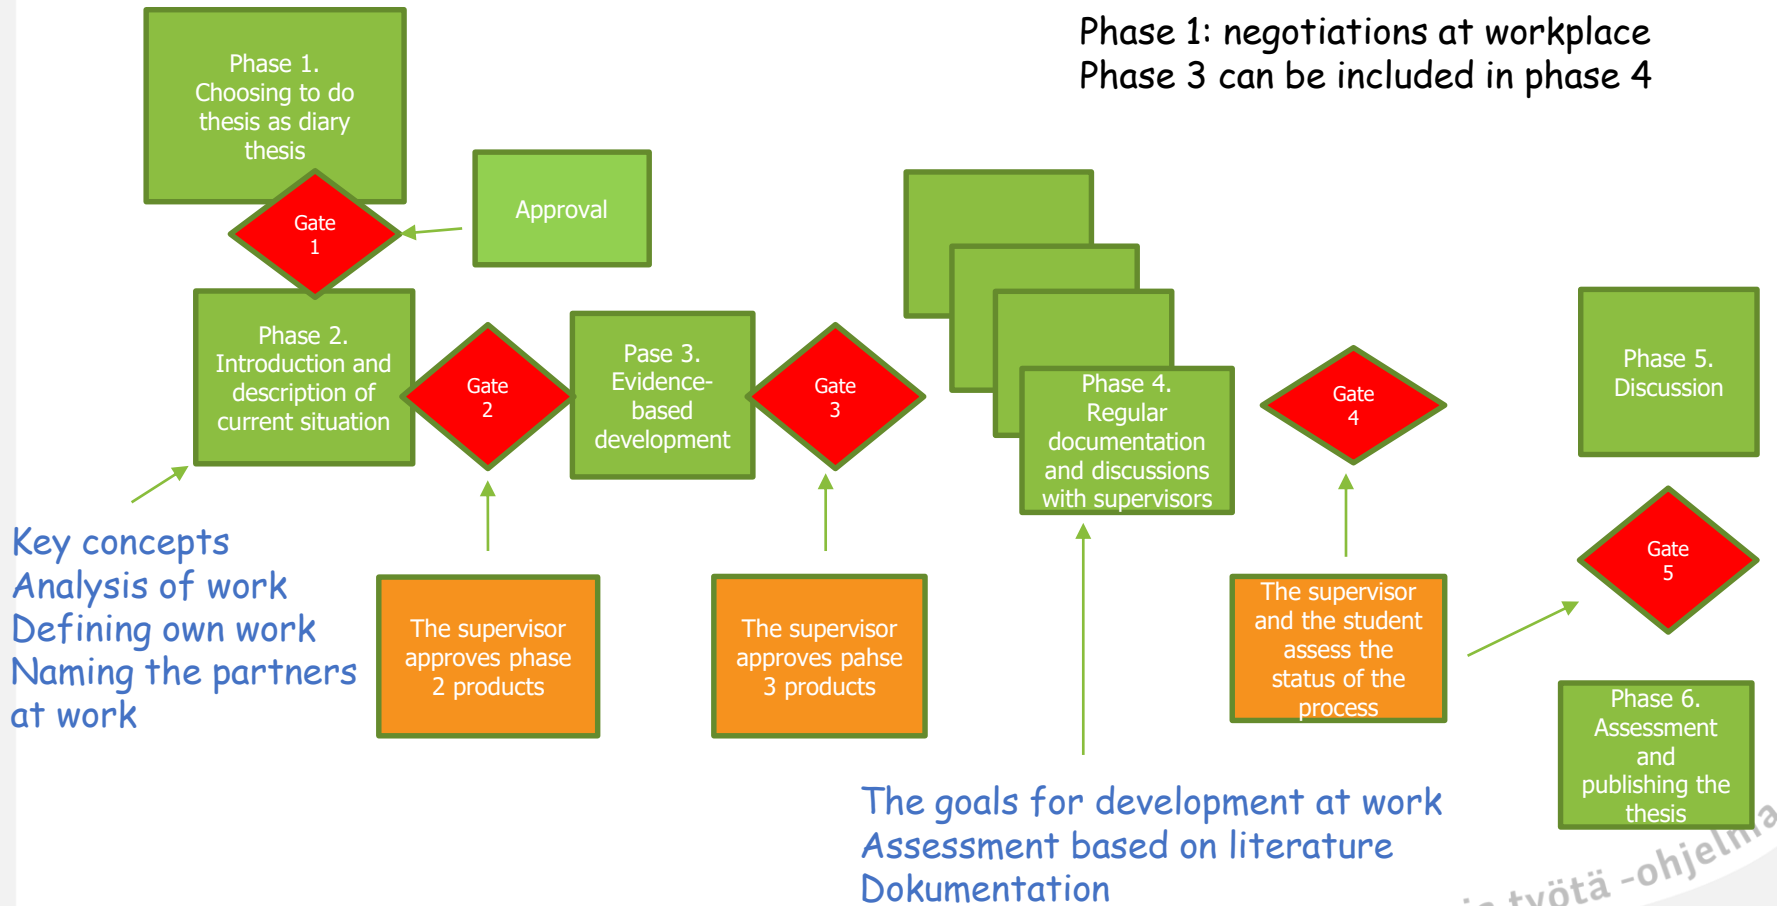 Phase 1: negotiations at workplace
Phase 3 can be included in phase 4
Phase 1.
Choosing to do
thesis as diary
thesis
Gate
1
Approval
Phase 2.
Introduction and
description of
current situation
Gate
2
Pase 3.
Evidence-
based
development
Gate
3
Phase 4.
Regular
documentation
and discussions
with supervisors
Gate
4
Phase 5.
Discussion
Gate
5
Key concepts
Analysis of work
Defining own work
Naming the partners
at work
The supervisor
approves phase
2 products
The supervisor
approves pahse
3 products
The supervisor
and the student
assess the
status of the
process
Phase 6.
Assessment
and
publishing the
thesis
The goals for development at work
Assessment based on literature
Dokumentation
työtä -ohjelma